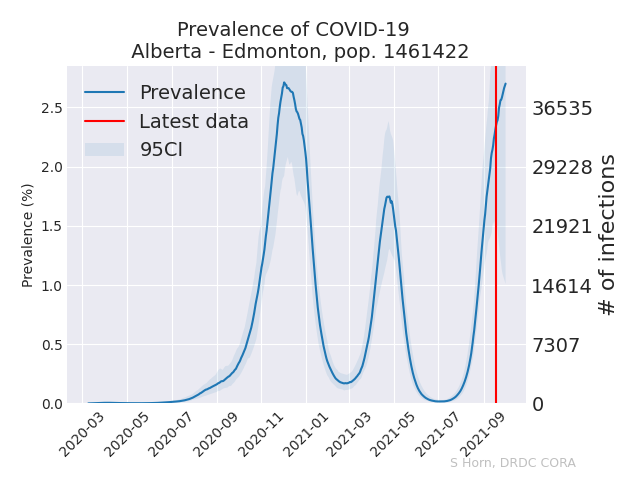 Prevalence of COVID-19
Alberta - Edmonton, pop. 1461422
Prevalence
Latest data
95CI
Prevalence (%)
2.5
2.0
1.5
1.0
0.5
0.0
36535
29228
21921
14614
7307
0
# of infections
2020-03
2020-05
2020-07
2020-09
2020-11
2021-01
2021-03
2021-05
2021-07
2021-09
S Horn, DRDC CORA